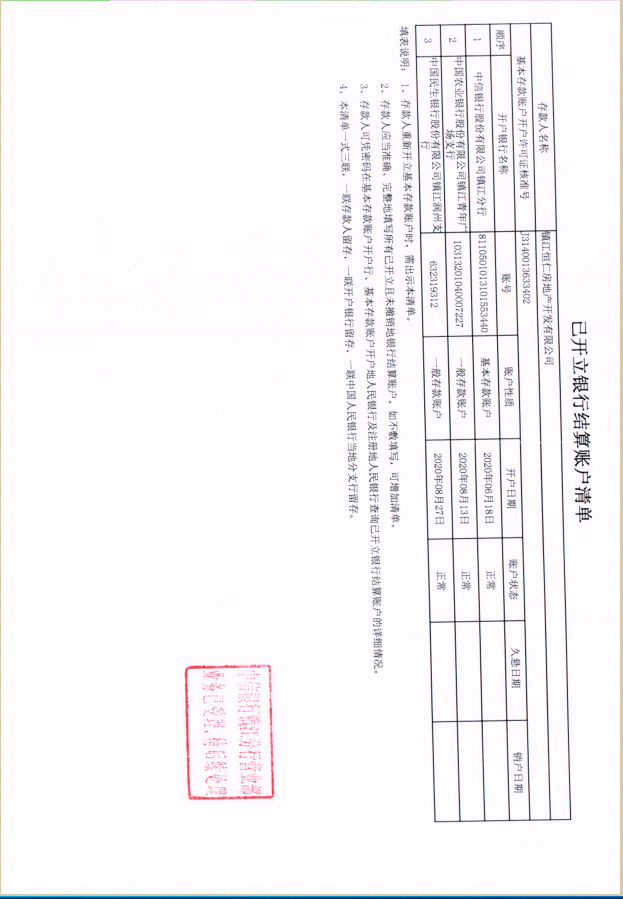 已开立银行结算账户清单
存款人名称 镇江恒仁房地产开发有限公司
基本存款账户开户许可证核准号 J3140013633402
顺序 开户银行名称 账号 账户性质 开户日期 账户状态 久悬日期 销户日期
1 中信银行股份有限公司镇江分行 8110501013101553440 基本存款账户 2020年06月18日 正常
2 中国农业银行股份有限公司镇江青年广场支行 10313201040007227 一般存款账户 2020年08月13日 正常
3 中国民生银行股份有限公司镇江润州支行 632319312 一般存款账户 2020年08月27日 正常
填表说明：1、存款人重新开立基本存款账户时，需出示本清单。
2、存款人应当准确、完整地填写所有已开立且未撤销地银行结算账户。如不敷填写，可增加清单。
3、存款人可凭密码在基本存款账户开户行、基本存款账户开户地人民银行及注册地人民银行查询已开立银行结算账户的详细情况。
4、本清单一式三联，一联存款人留存，一联开户银行留存，一联中国人民银行当地分支行留存。
中信银行镇江分行营业部
业务已受理，待后续处理